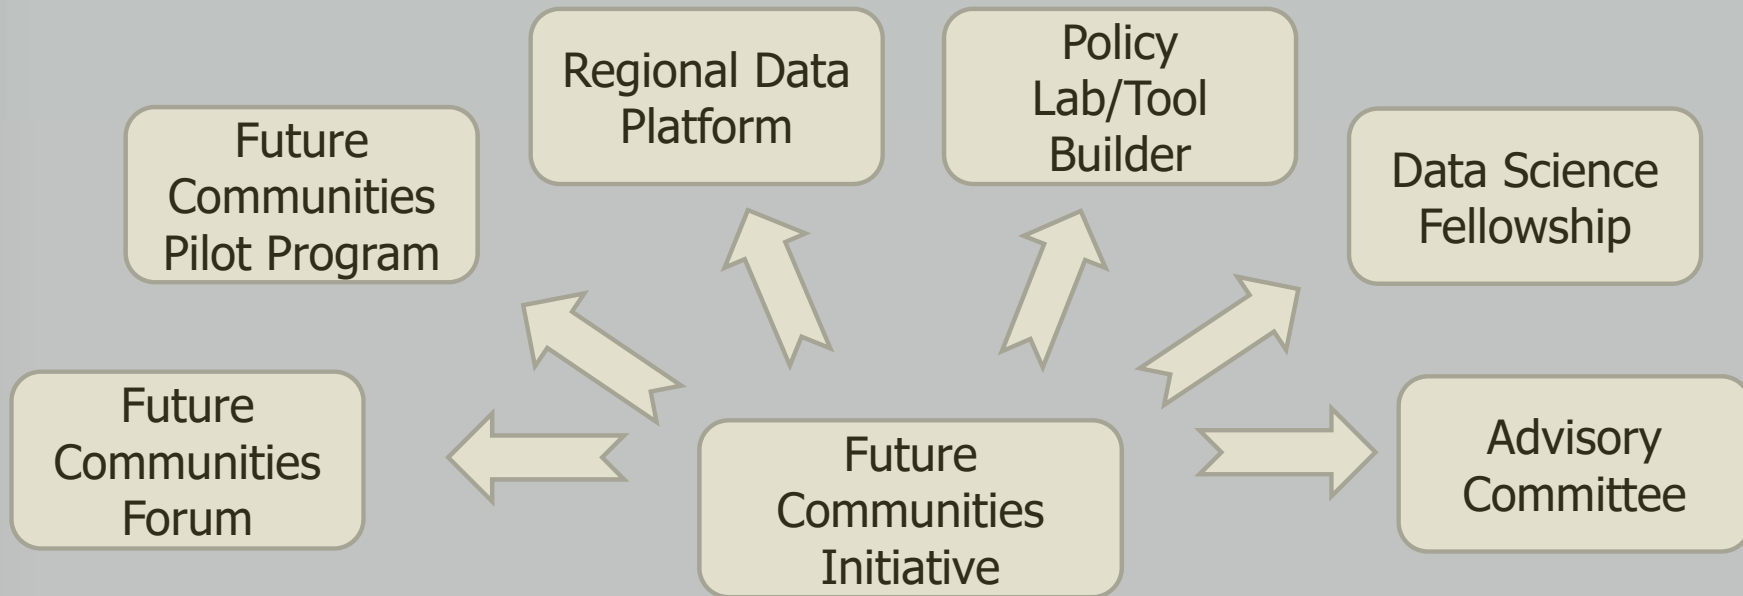 Regional Data
Platform
Policy
Lab/Tool
Builder
Future
Communities
Pilot Program
Data Science
Fellowship
Future
Communities
Forum
Future
Communities
Initiative
Advisory
Committee